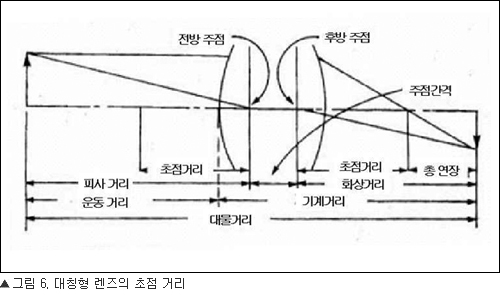 전방 주점
후방 주점
주점간격
초점거리
초점거리
총 연장
피사 거리
화상거리
운동 거리
기계거리
대물거리
▲그림 6. 대칭형 렌즈의 초점 거리